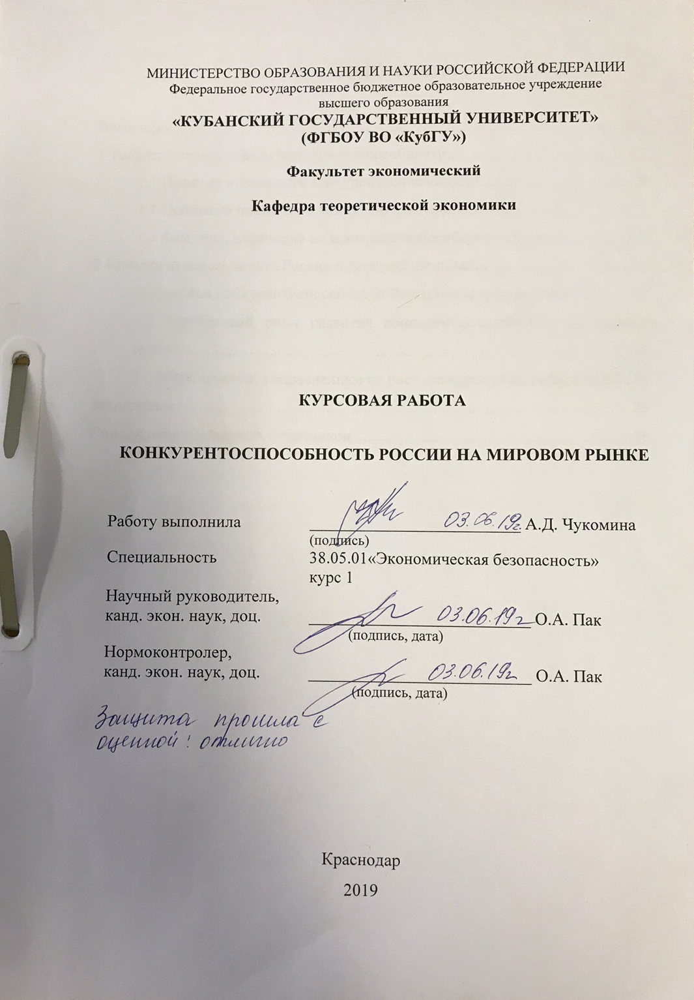 МИНИСТЕРСТВО ОБРАЗОВАНИЯ И НАУКИ РОССИЙСКОЙ ФЕДЕРАЦИИ
Федеральное государственное бюджетное образовательное учреждение
высшего образования
«КУБАНСКИЙ ГОСУДАРСТВЕННЫЙ УНИВЕРСИТЕТ»
(ФГБОУ ВО «КубГУ»)
Факультет экономический
Кафедра теоретической экономики
КУРСОВАЯ РАБОТА
КОНКУРЕНТОСПОСОБНОСТЬ РОССИИ НА МИРОВОМ РЫНКЕ
Работу выполнила 03.06.19г. А.Д. Чукомина
(подпись)
Специальность 38.05.01«Экономическая безопасность»
курс 1
Научный руководитель,
канд. экон. наук, доц. 03.06.19г О.А. Пак
(подпись, дата)
Нормоконтролер,
канд. экон. наук, доц. 03.06.19г О.А. Пак
(подпись, дата)
Защита прошла с
оценкой: отлично
Краснодар
2019